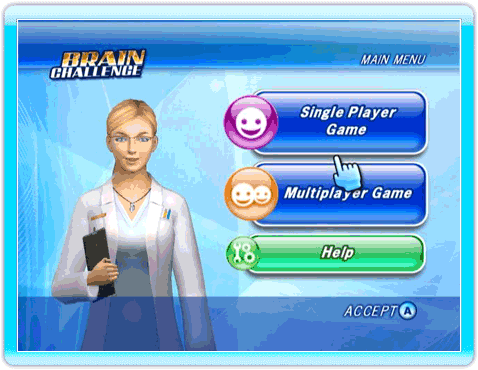 BRAIN
CHALLENGE
MAIN MENU
Single Player
Game
Multiplayer Game
Help
ACCEPT A